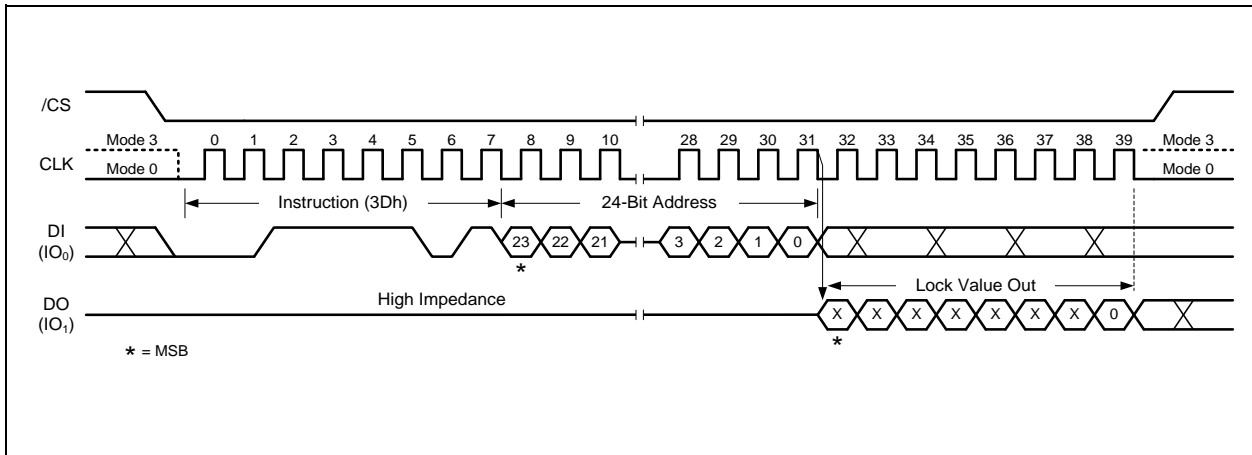 /CS
Mode 3 0 1 2 3 4 5 6 7 8 9 10 28 29 30 31 32 33 34 35 36 37 38 39 Mode 3
CLK
Mode 0 Mode 0
Instruction (3Dh) 24-Bit Address
DI
(IO₀)
23 22 21 3 2 1 0
*
Lock Value Out
High Impedance
DO
(IO₁)
X X X X X X X 0
*
* = MSB